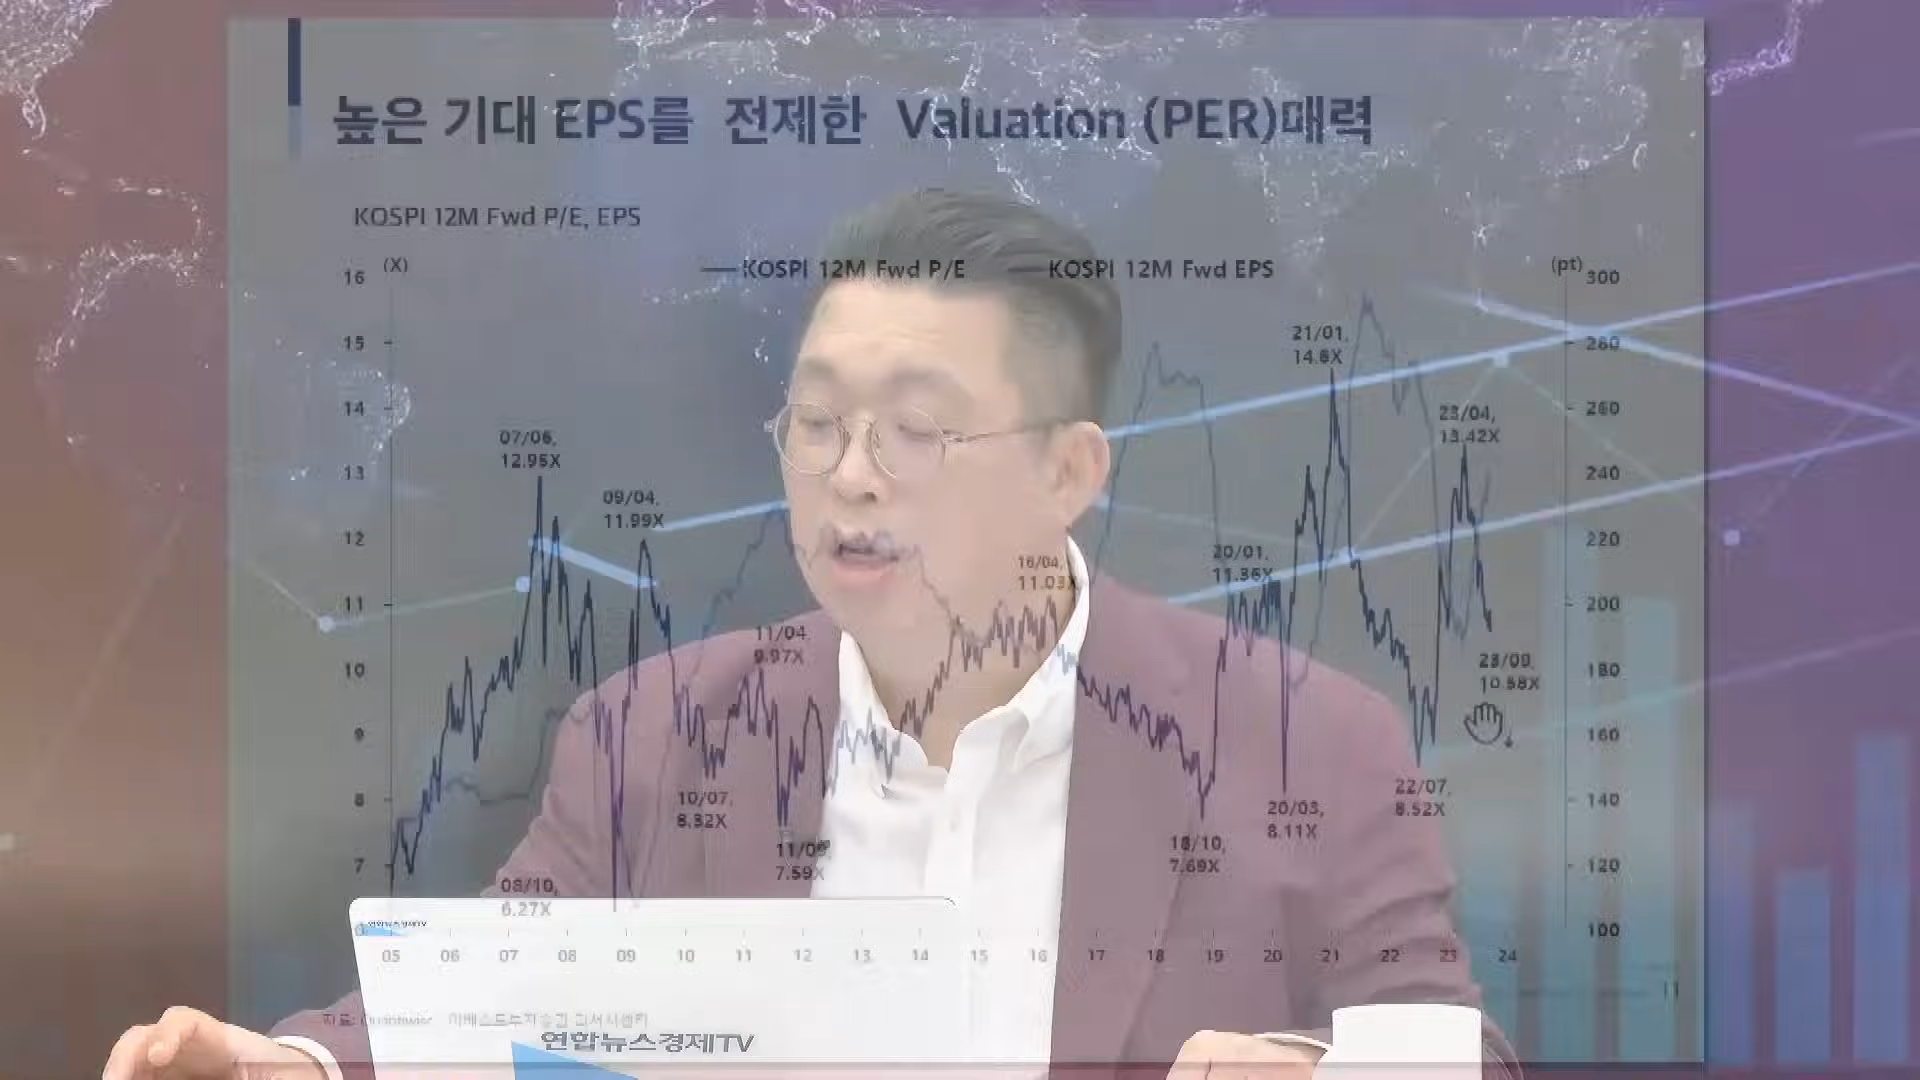 높은 기대 EPS를 전제한 Valuation (PER)매력
KOSPI 12M Fwd P/E, EPS
(X)
KOSPI 12M Fwd P/E
KOSPI 12M Fwd EPS
(pt)
16
15
14
13
12
11
10
9
8
7
300
280
260
240
220
200
180
160
140
120
100
07/06,
12.95X
09/04,
11.99X
11/04
9.97X
10/07,
8.32X
7.59X
08/10,
6.27X
16/04,
11.03X
18/10,
7.69X
20/01,
11.36X
20/03,
8.11X
21/01,
14.8X
22/07,
8.52X
23/04,
13.42X
10.58X
05 06 07 08 09 10 11 12 13 14 15 16 17 18 19 20 21 22 23 24
자료:
연합뉴스경제TV